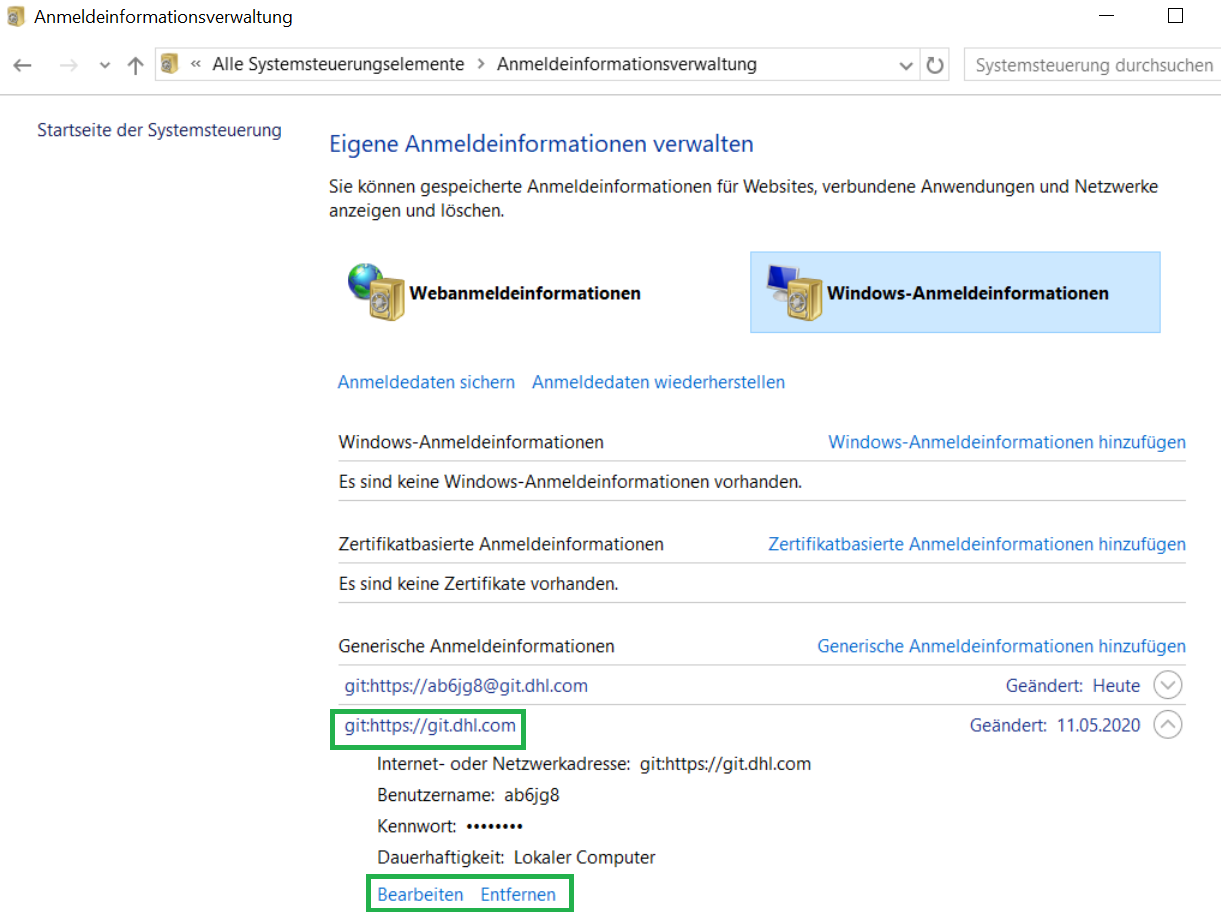 Anmeldeinformationsverwaltung
« Alle Systemsteuerungselemente > Anmeldeinformationsverwaltung
Systemsteuerung durchsuchen
Startseite der Systemsteuerung
Eigene Anmeldeinformationen verwalten
Sie können gespeicherte Anmeldeinformationen für Websites, verbundene Anwendungen und Netzwerke
anzeigen und löschen.
Webanmeldeinformationen
Windows-Anmeldeinformationen
Anmeldedaten sichern Anmeldedaten wiederherstellen
Windows-Anmeldeinformationen Windows-Anmeldeinformationen hinzufügen
Es sind keine Windows-Anmeldeinformationen vorhanden.
Zertifikatbasierte Anmeldeinformationen Zertifikatbasierte Anmeldeinformationen hinzufügen
Es sind keine Zertifikate vorhanden.
Generische Anmeldeinformationen Generische Anmeldeinformationen hinzufügen
git:https://ab6jg8@git.dhl.com Geändert: Heute
git:https://git.dhl.com Geändert: 11.05.2020
Internet- oder Netzwerkadresse: git:https://git.dhl.com
Benutzername: ab6jg8
Kennwort: ••••••••
Dauerhaftigkeit: Lokaler Computer
Bearbeiten Entfernen